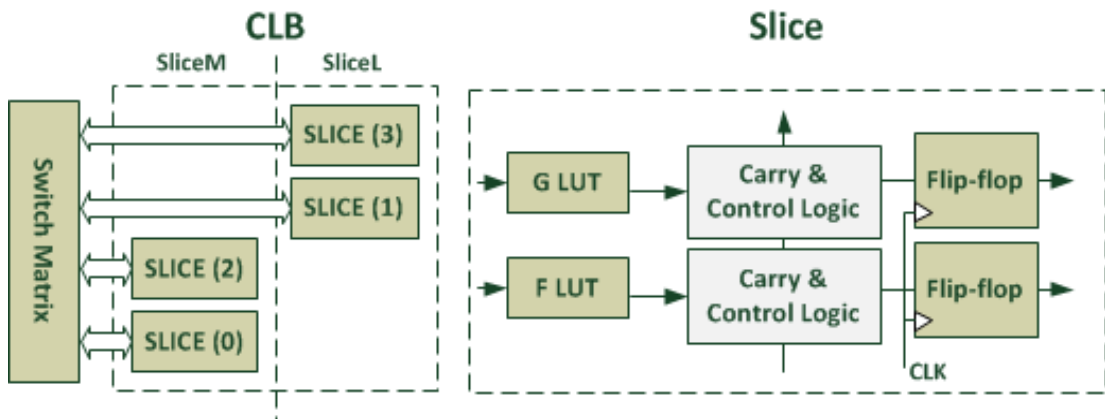 CLB
SliceM
SliceL
Switch Matrix
SLICE (3)
SLICE (1)
SLICE (2)
SLICE (0)
Slice
G LUT
Carry &
Control Logic
Flip-flop
F LUT
Carry &
Control Logic
Flip-flop
CLK